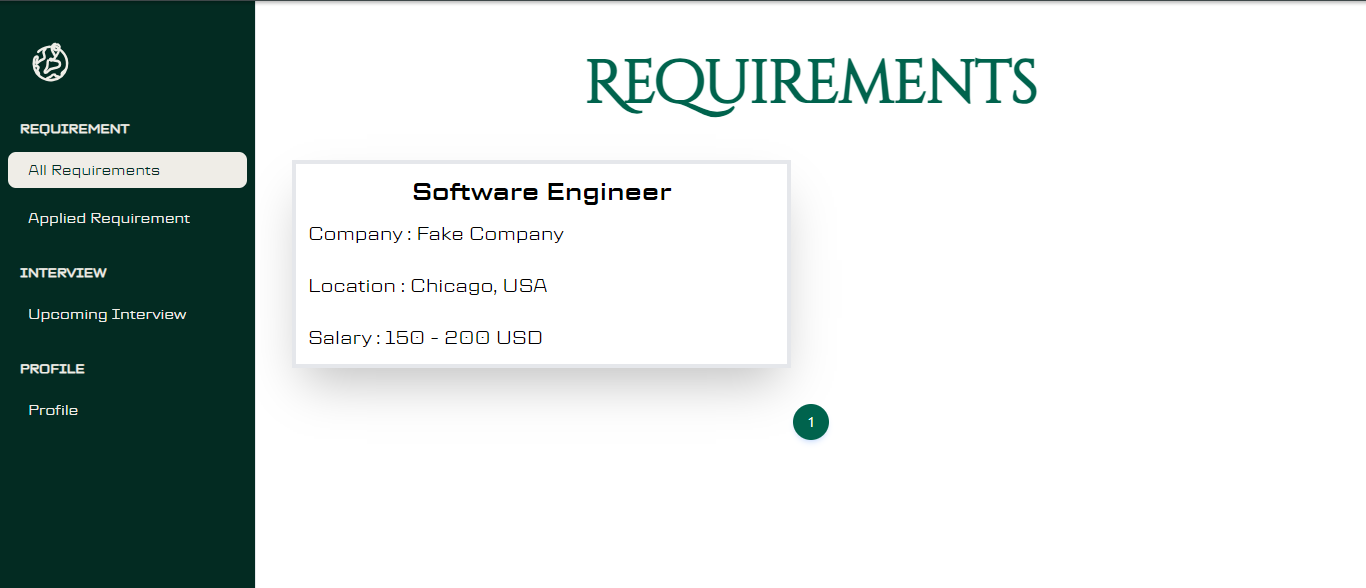 REQUIREMENT
All Requirements
Applied Requirement
INTERVIEW
Upcoming Interview
PROFILE
Profile
REQUIREMENTS
Software Engineer
Company : Fake Company
Location : Chicago, USA
Salary : 150 - 200 USD
1